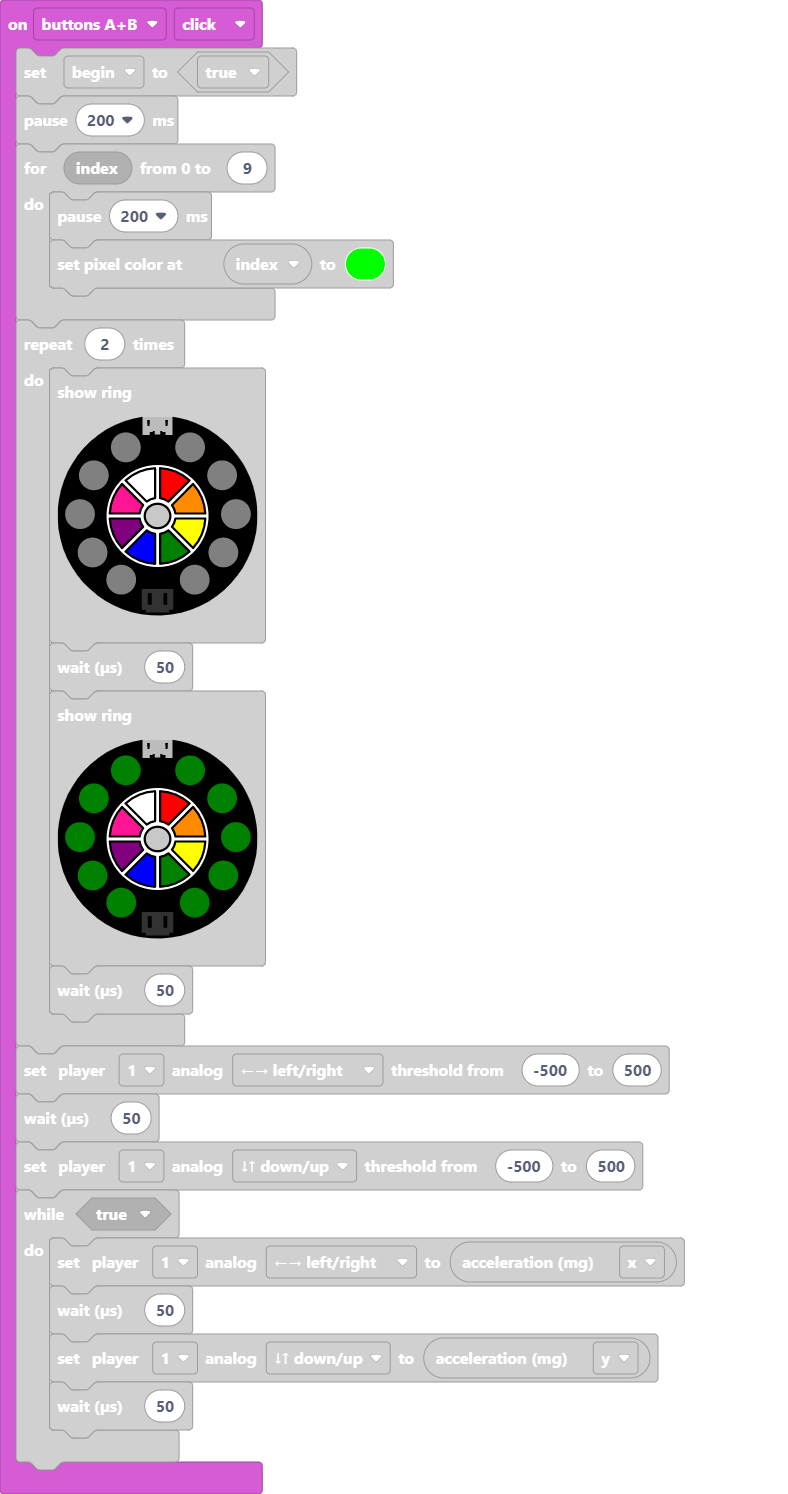 on buttons A+B click
set begin to true
pause 200 ms
for index from 0 to 9
do
pause 200 ms
set pixel color at index to
repeat 2 times
do
show ring
wait (µs) 50
show ring
wait (µs) 50
set player 1 analog ←→ left/right threshold from -500 to 500
wait (µs) 50
set player 1 analog ↓↑ down/up threshold from -500 to 500
while true
do
set player 1 analog ←→ left/right to acceleration (mg) x
wait (µs) 50
set player 1 analog ↓↑ down/up to acceleration (mg) y
wait (µs) 50